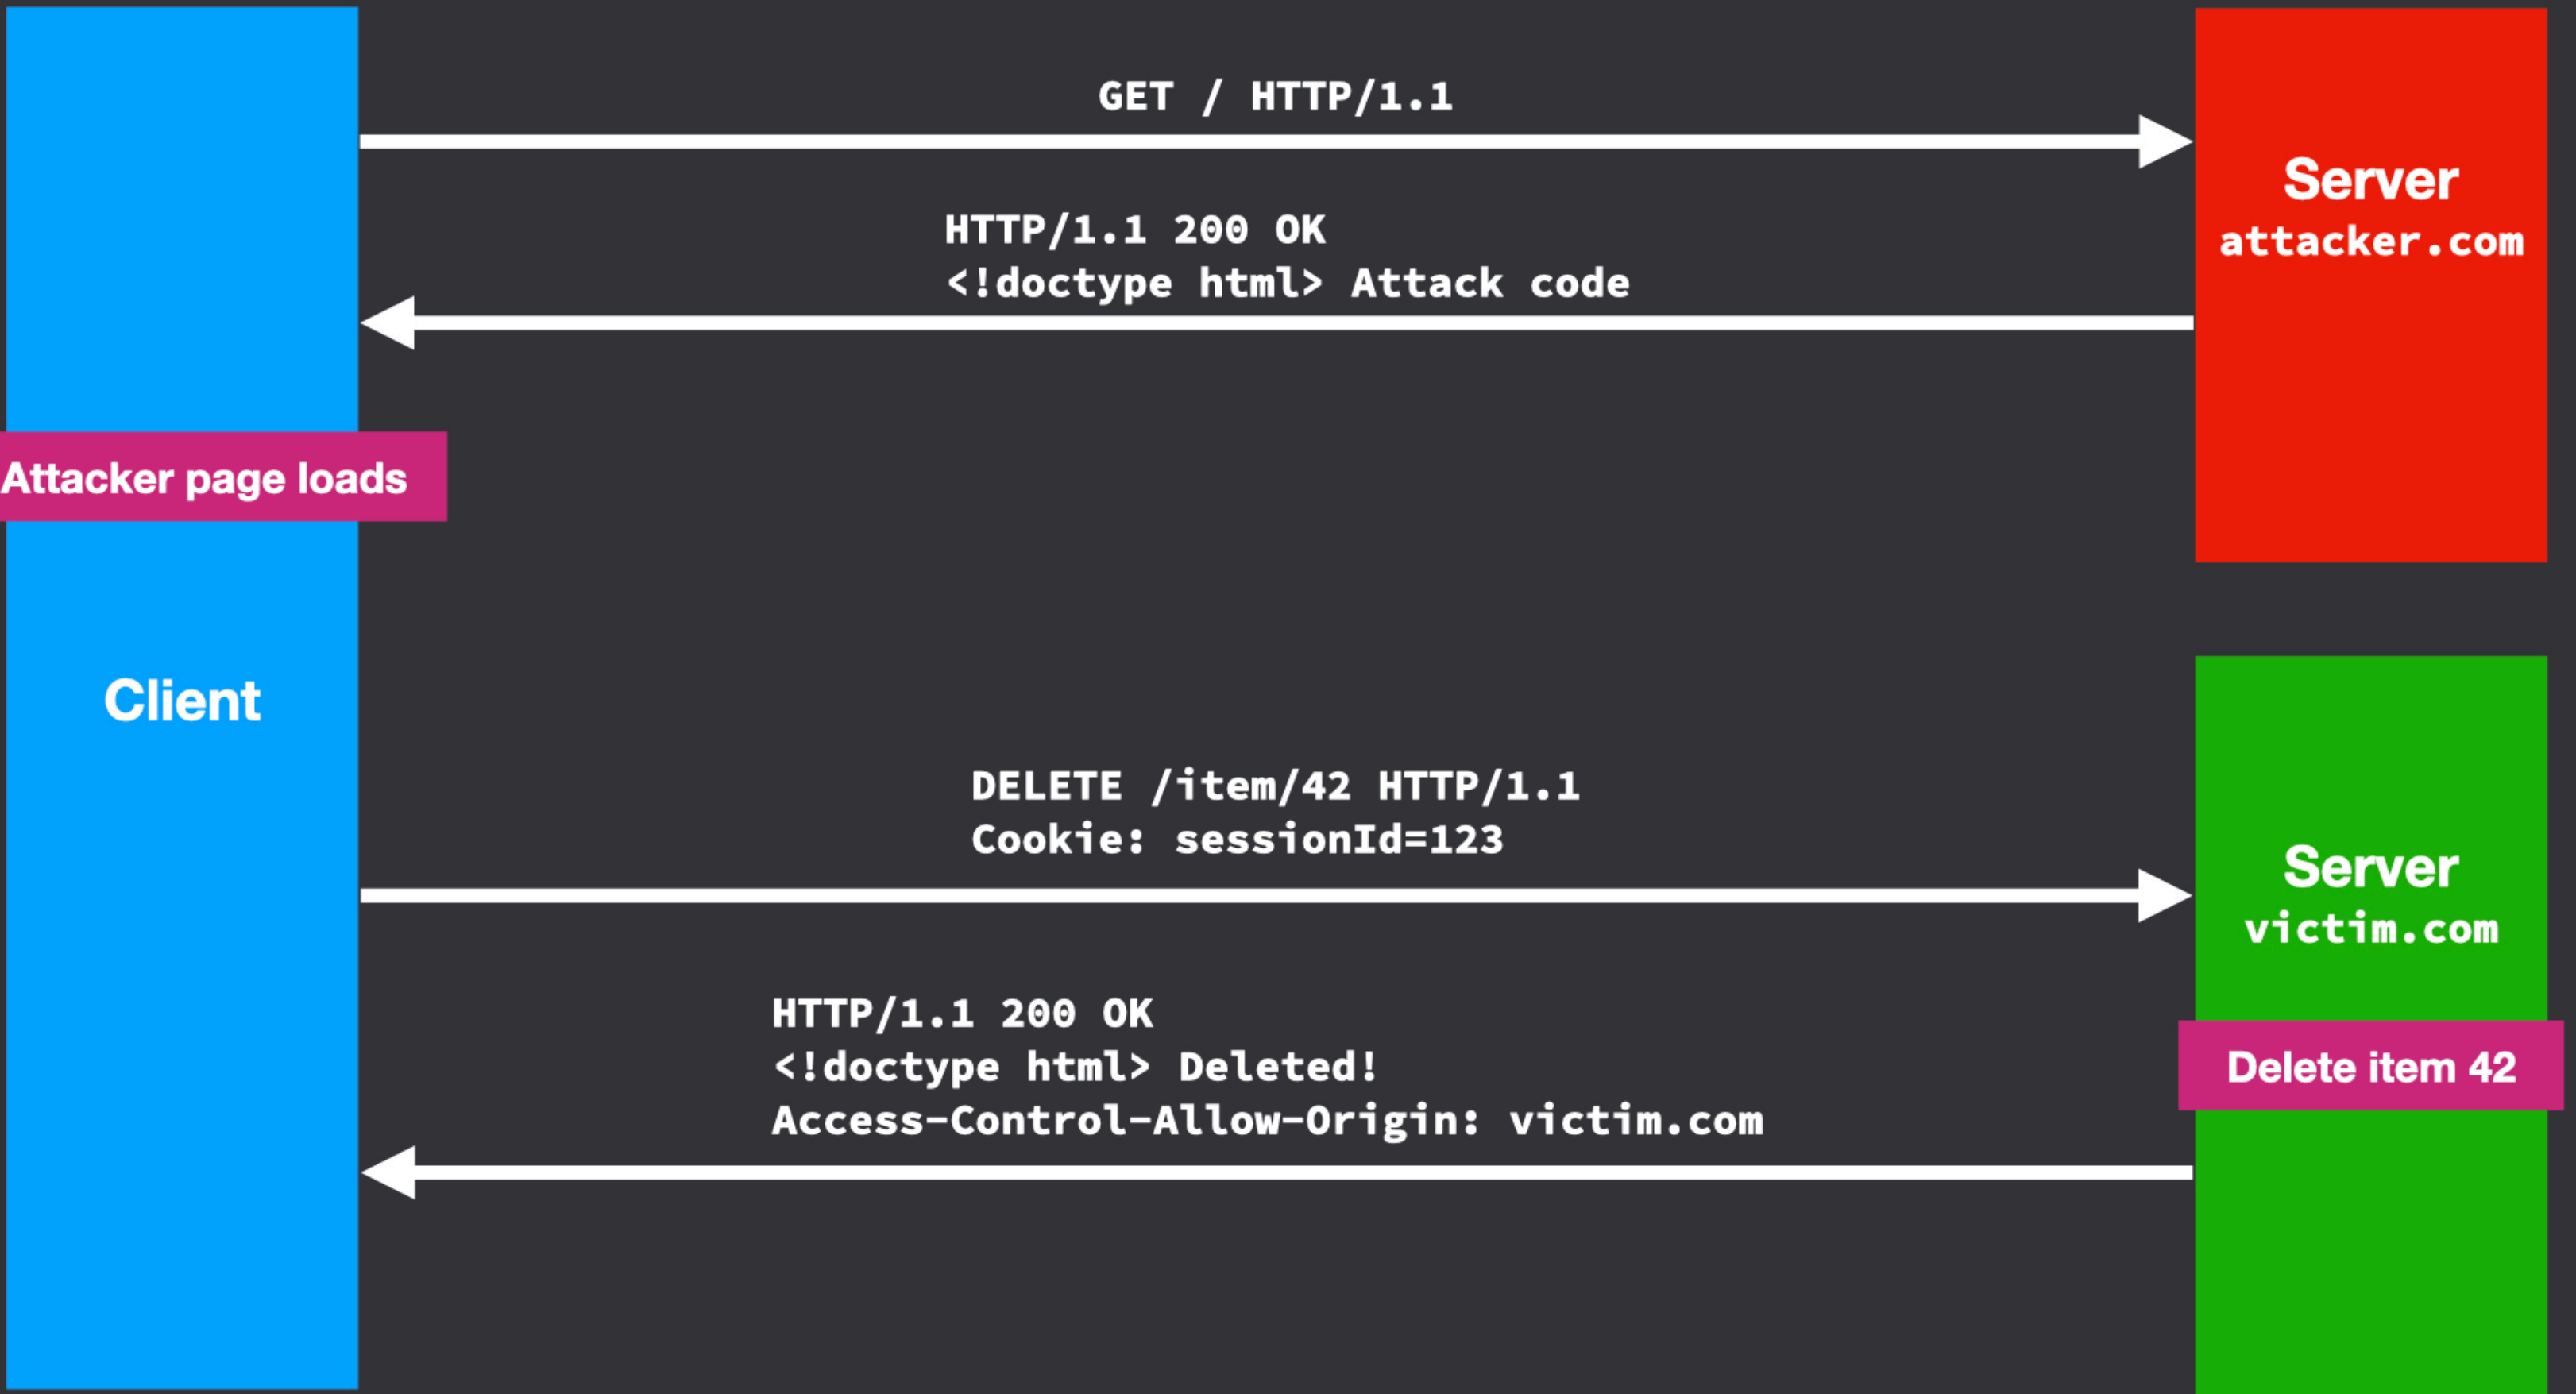 GET / HTTP/1.1
Server
attacker.com
HTTP/1.1 200 OK
<!doctype html> Attack code
Attacker page loads
Client
DELETE /item/42 HTTP/1.1
Cookie: sessionId=123
Server
victim.com
HTTP/1.1 200 OK
<!doctype html> Deleted!
Access-Control-Allow-Origin: victim.com
Delete item 42